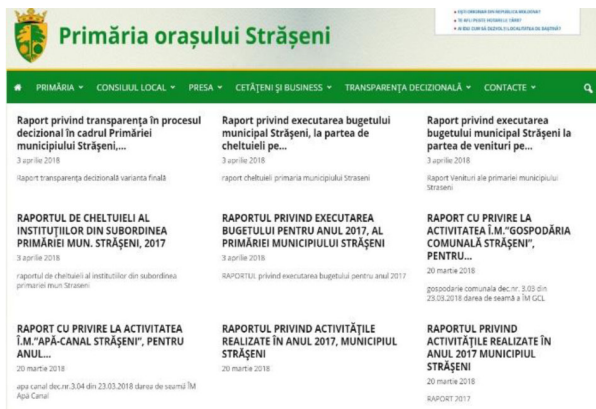 EȘTI ORIGINAR DIN REPUBLICA MOLDOVA?
TE AFLI PESTE HOTARELE ȚĂRII?
Primăria orașului Strășeni
PRIMĂRIA
CONSILIUL LOCAL
PRESA
CETĂȚENI ȘI BUSINESS
TRANSPARENȚA DECIZIONALĂ
CONTACTE
Raport privind transparența în procesul
decizional în cadrul Primăriei
municipiului Strășeni,...
3 aprilie 2018
Raport transparența decizională varianta finală
Raport privind executarea bugetului
municipal Strășeni, la partea de
cheltuieli pe...
3 aprilie 2018
raport cheltuieli primaria municipiului Straseni
Raport privind executarea
bugetului municipal Strășeni la
partea de venituri pe...
3 aprilie 2018
Raport Venituri ale primariei municipiului
Straseni
RAPORTUL DE CHELTUIELI AL
INSTITUȚIILOR DIN SUBORDINEA
PRIMĂRIEI MUN. STRĂȘENI, 2017
3 aprilie 2018
raportul de cheltuieli al institutiilor din subordinea
primariei mun Straseni
RAPORTUL PRIVIND EXECUTAREA
BUGETULUI PENTRU ANUL 2017, AL
PRIMĂRIEI MUNICIPIULUI STRĂȘENI
3 aprilie 2018
RAPORTUL privind executarea bugetului pentru anul 2017
RAPORT CU PRIVIRE LA
ACTIVITATEA Î.M."GOSPODĂRIA
COMUNALĂ STRĂȘENI",
PENTRU...
20 martie 2018
gospodarie comunala dec.nr. 3.03 din
23.03.2018 darea de seamă a ÎM GCL
RAPORT CU PRIVIRE LA ACTIVITATEA
Î.M."APĂ-CANAL STRĂȘENI", PENTRU
ANUL...
20 martie 2018
apa canal dec.nr.3.04 din 23.03.2018 darea de seamă ÎM
Apă Canal
RAPORTUL PRIVIND ACTIVITĂȚILE
REALIZATE ÎN ANUL 2017, MUNICIPIUL
STRĂȘENI
20 martie 2018
RAPORTUL PRIVIND
ACTIVITĂȚILE REALIZATE ÎN
ANUL 2017 MUNICIPIUL
STRĂȘENI
20 martie 2018
RAPORT 2017